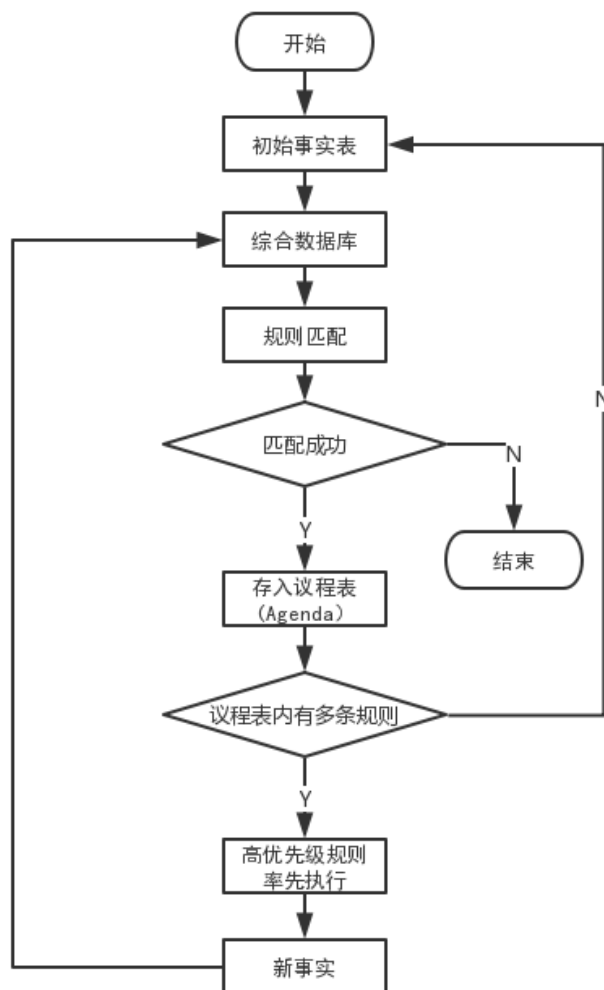 开始
初始事实表
综合数据库
规则匹配
N
匹配成功
N
Y
结束
存入议程表
(Agenda)
议程表内有多条规则
Y
高优先级规则
率先执行
新事实